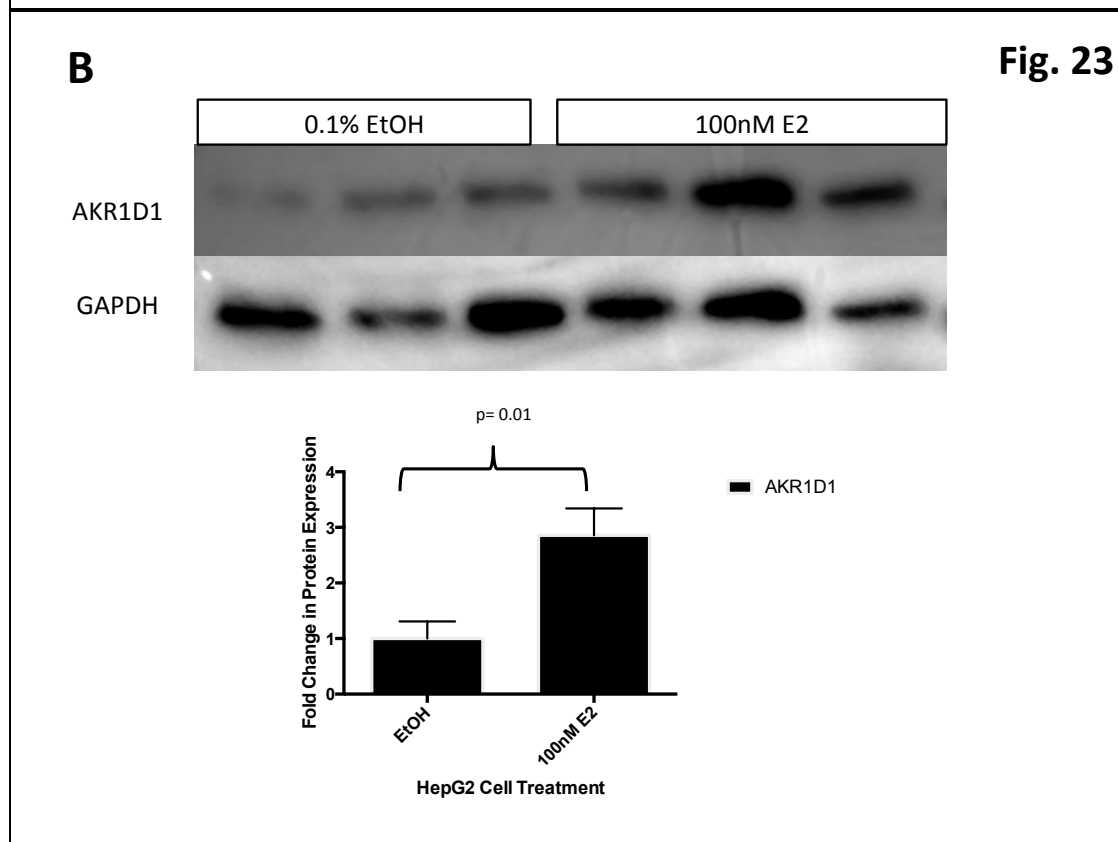 B
Fig. 23
0.1% EtOH
100nM E2
AKR1D1
GAPDH
p= 0.01
Fold Change in Protein Expression
4
3
2
1
0
AKR1D1
EtOH
100nM E2
HepG2 Cell Treatment